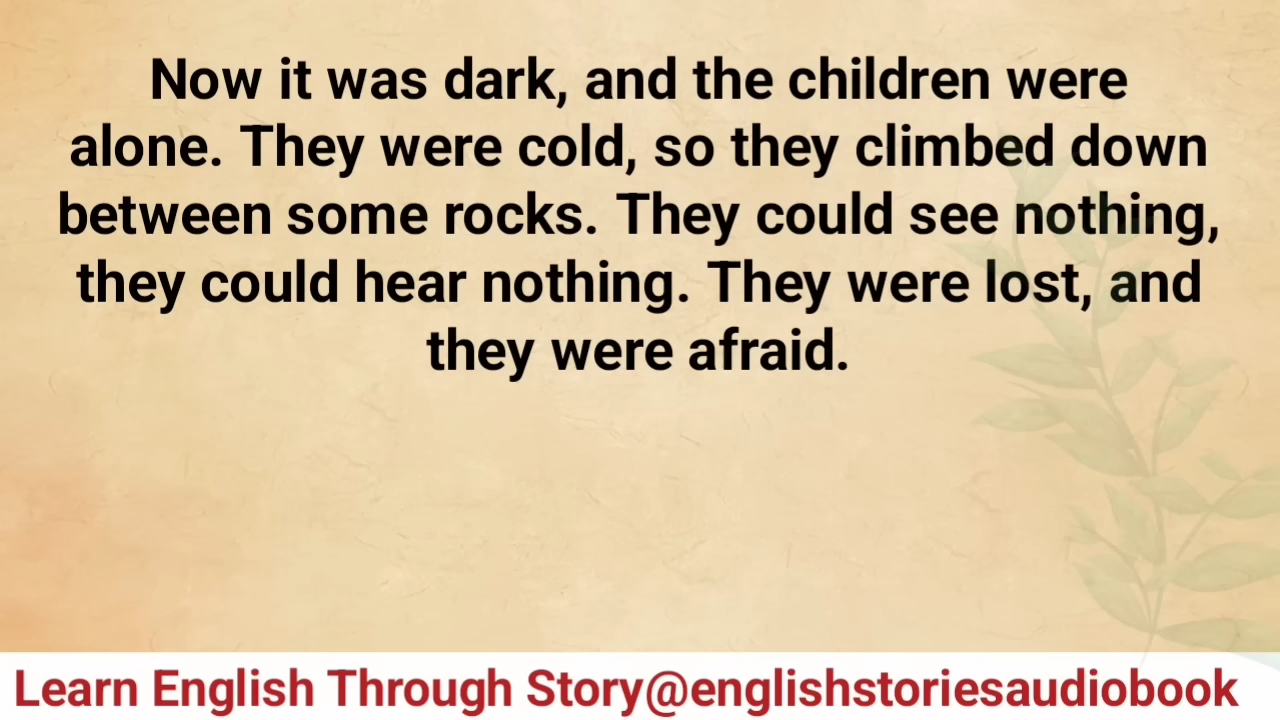 Now it was dark, and the children were
alone. They were cold, so they climbed down
between some rocks. They could see nothing,
they could hear nothing. They were lost, and
they were afraid.
Learn English Through Story@englishstoriesaudiobook